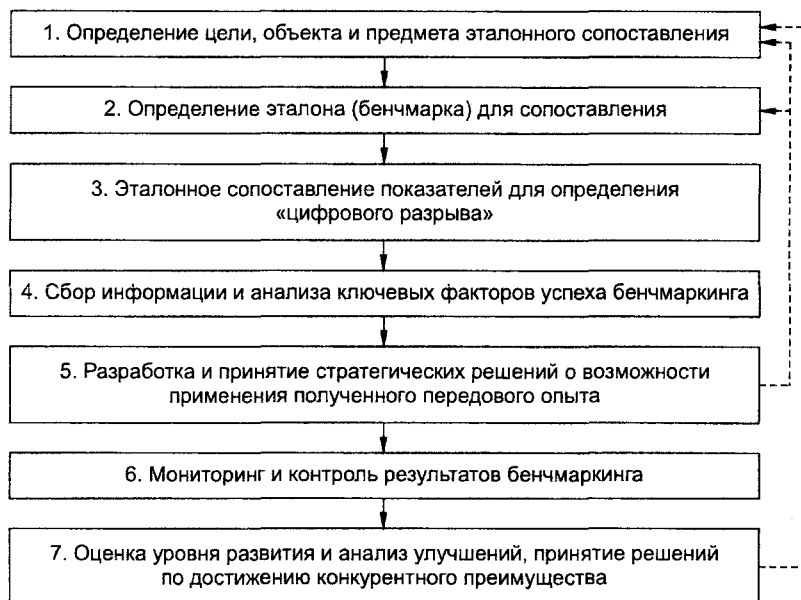 1. Определение цели, объекта и предмета эталонного сопоставления
2. Определение эталона (бенчмарка) для сопоставления
3. Эталонное сопоставление показателей для определения
«цифрового разрыва»
4. Сбор информации и анализа ключевых факторов успеха бенчмаркинга
5. Разработка и принятие стратегических решений о возможности
применения полученного передового опыта
6. Мониторинг и контроль результатов бенчмаркинга
7. Оценка уровня развития и анализ улучшений, принятие решений
по достижению конкурентного преимущества